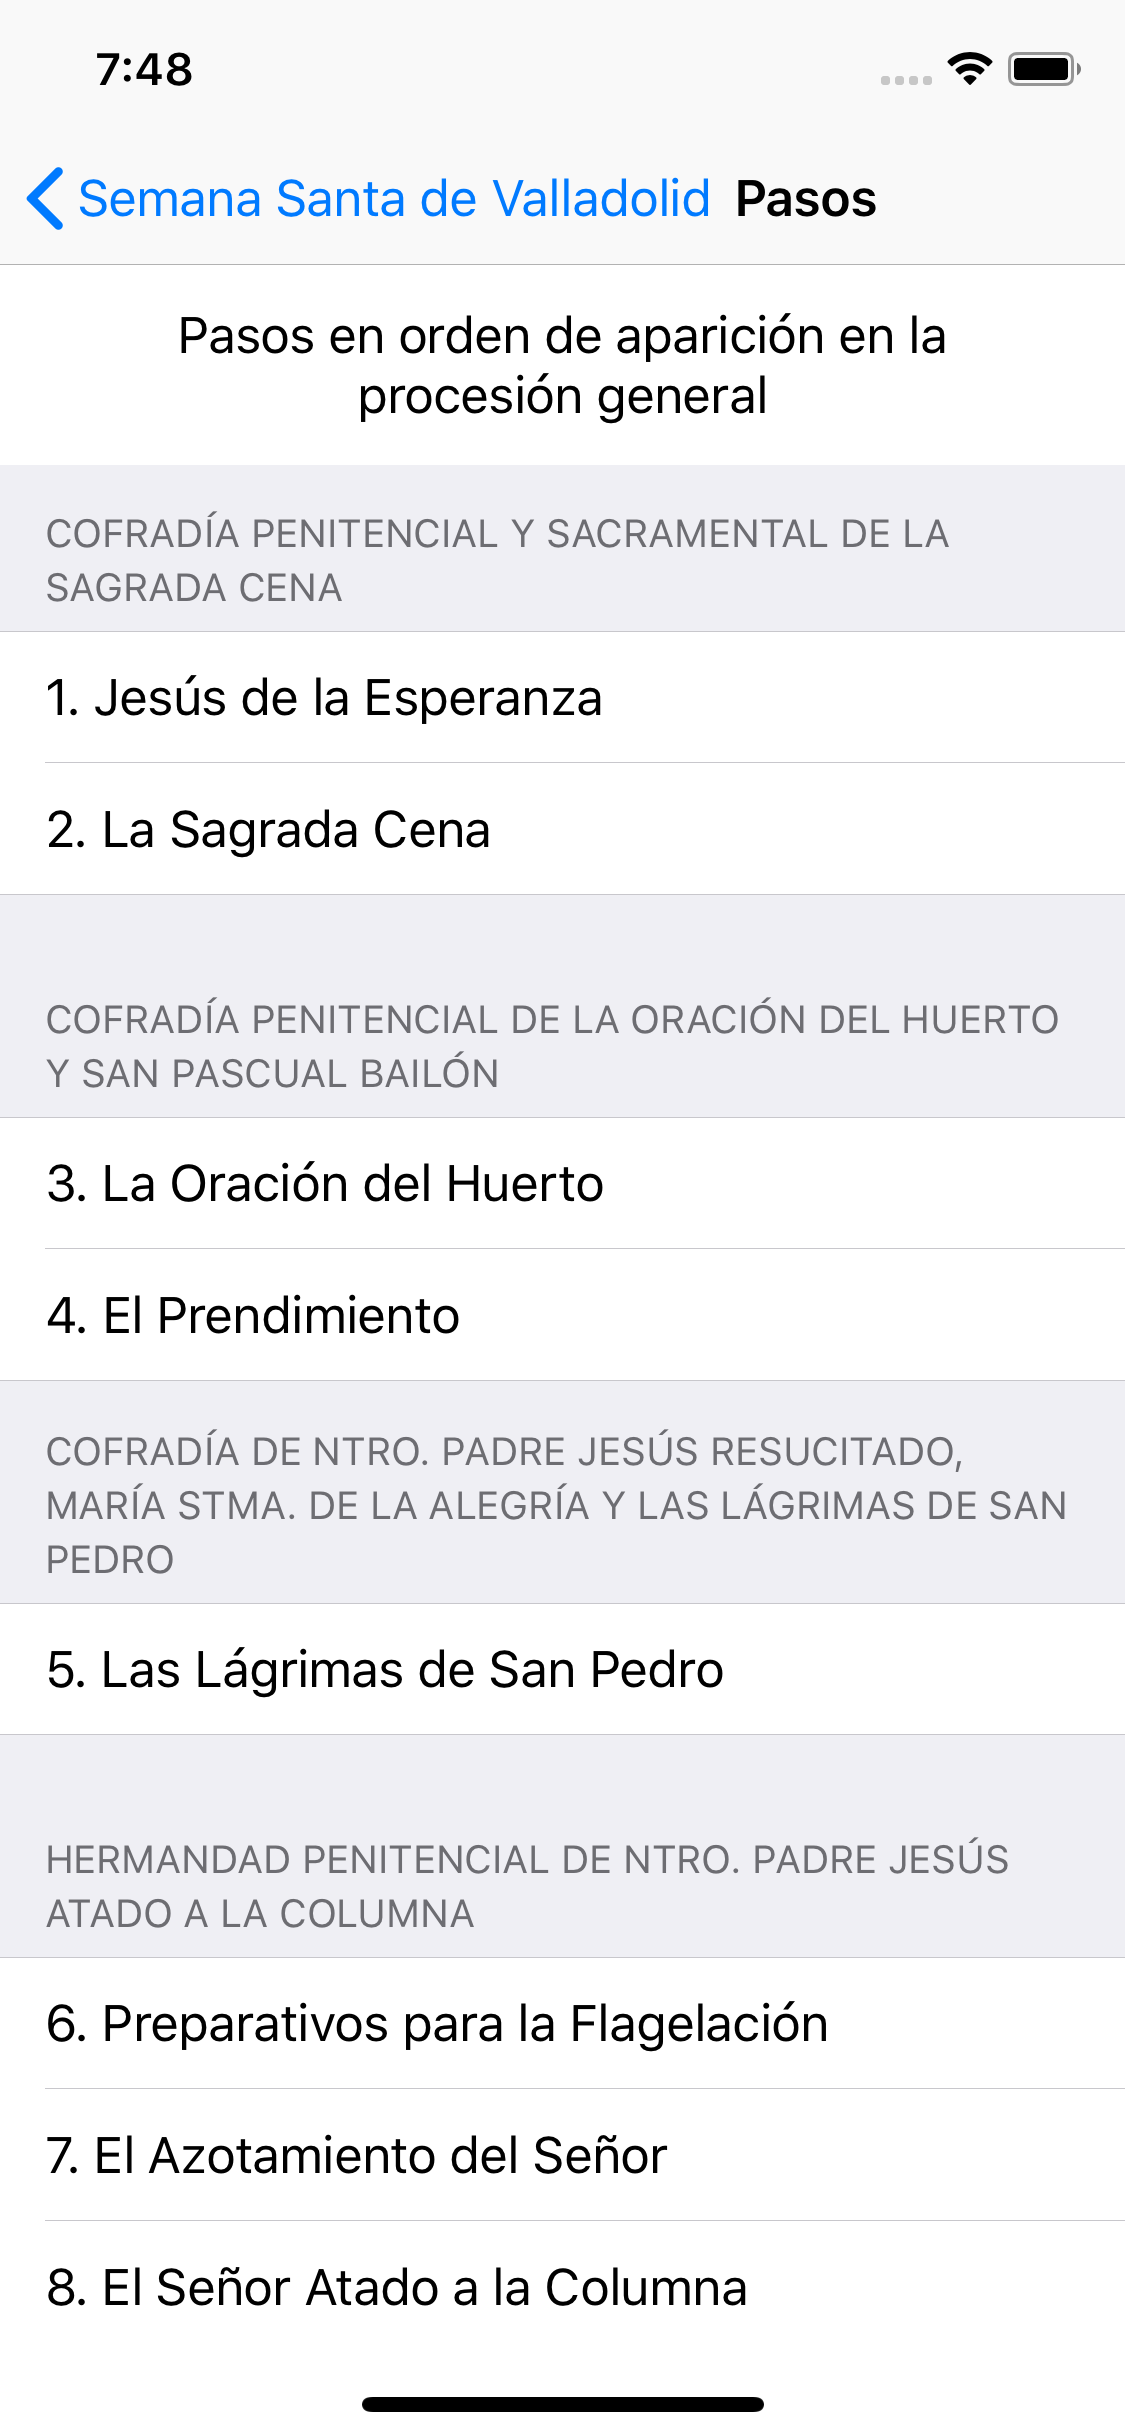 7:48
Semana Santa de Valladolid Pasos
Pasos en orden de aparición en la
procesión general
COFRADÍA PENITENCIAL Y SACRAMENTAL DE LA
SAGRADA CENA
1. Jesús de la Esperanza
2. La Sagrada Cena
COFRADÍA PENITENCIAL DE LA ORACIÓN DEL HUERTO
Y SAN PASCUAL BAILÓN
3. La Oración del Huerto
4. El Prendimiento
COFRADÍA DE NTRO. PADRE JESÚS RESUCITADO,
MARÍA STMA. DE LA ALEGRÍA Y LAS LÁGRIMAS DE SAN
PEDRO
5. Las Lágrimas de San Pedro
HERMANDAD PENITENCIAL DE NTRO. PADRE JESÚS
ATADO A LA COLUMNA
6. Preparativos para la Flagelación
7. El Azotamiento del Señor
8. El Señor Atado a la Columna